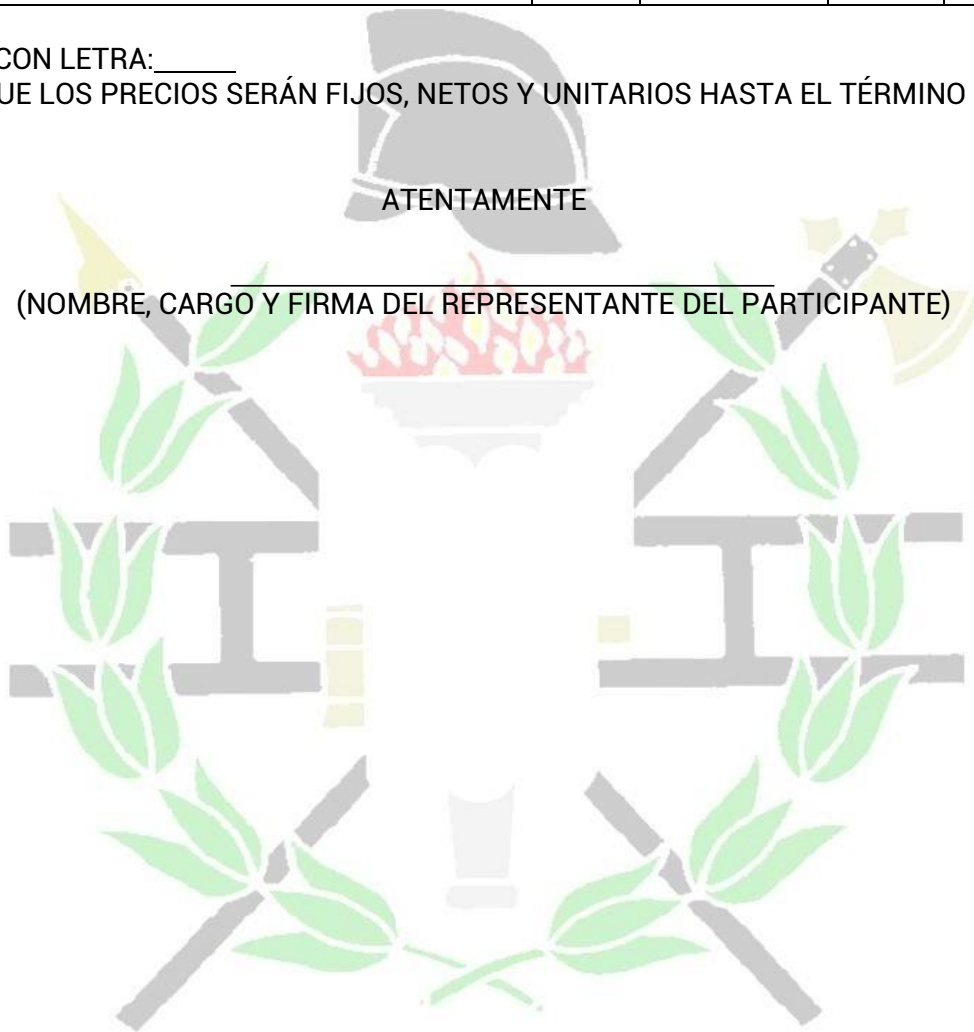 CON LETRA:______
UE LOS PRECIOS SERÁN FIJOS, NETOS Y UNITARIOS HASTA EL TÉRMINO
ATENTAMENTE
(NOMBRE, CARGO Y FIRMA DEL REPRESENTANTE DEL PARTICIPANTE)